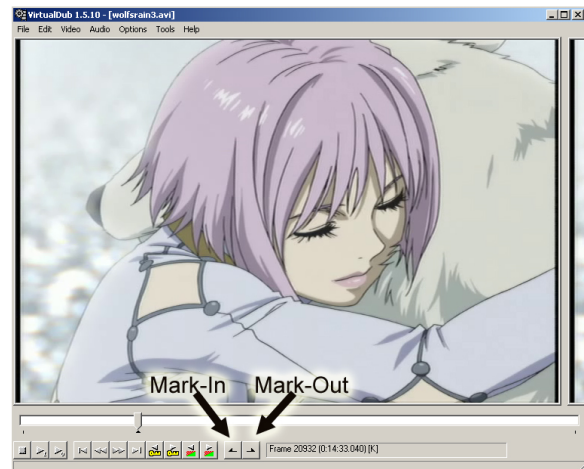 VirtualDub 1.5.10 - [wolfsrain3.avi]
File Edit Video Audio Options Tools Help
Mark-In Mark-Out
Frame 20932 (0:14:33.040) [K]